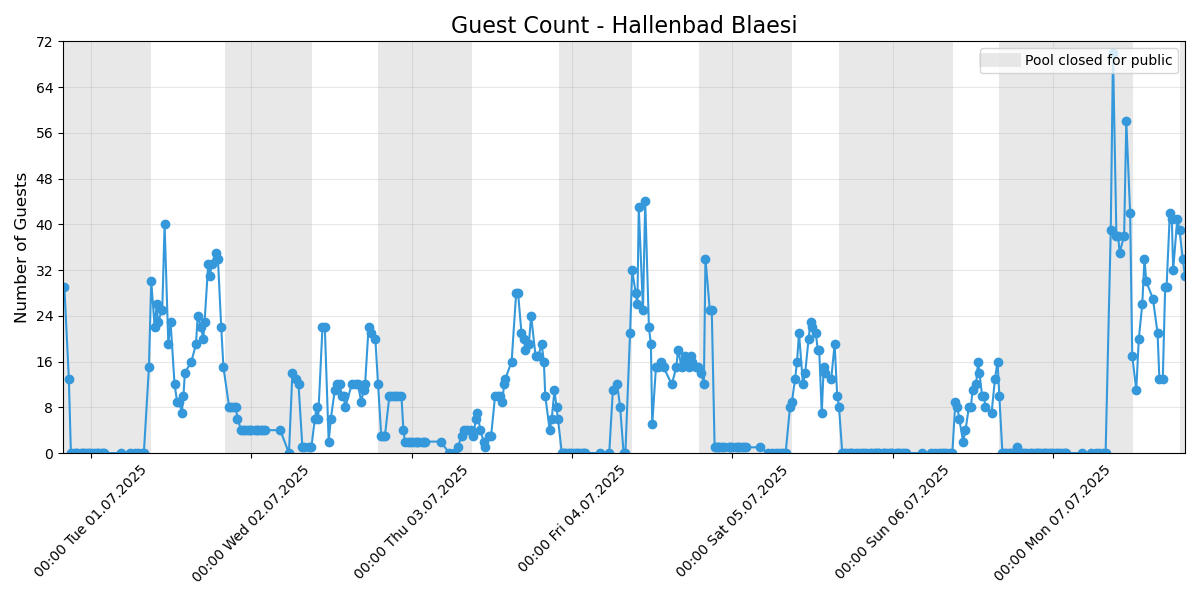 Guest Count - Hallenbad Blaesi
Pool closed for public
Number of Guests
72
64
56
48
40
32
24
16
8
0
00:00 Tue 01.07.2025
00:00 Wed 02.07.2025
00:00 Thu 03.07.2025
00:00 Fri 04.07.2025
00:00 Sat 05.07.2025
00:00 Sun 06.07.2025
00:00 Mon 07.07.2025